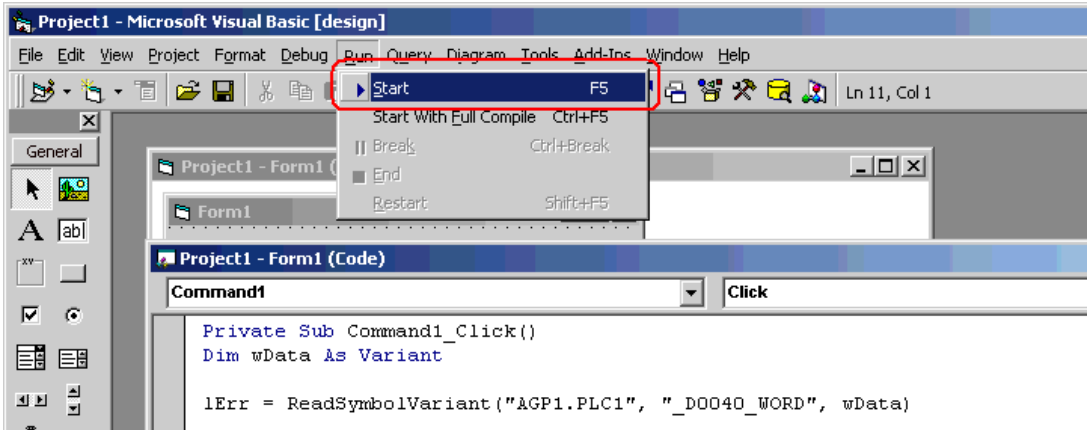 Project1 - Microsoft Visual Basic [design]
File Edit View Project Format Debug Run Query Diagram Tools Add-Ins Window Help
Start F5
Ln 11, Col 1
Start With Full Compile Ctrl+F5
General
Break Ctrl+Break
Project1 - Form1 (
End
Restart Shift+F5
Form1
A ab|
Project1 - Form1 (Code)
xv
Command1 Click
Private Sub Command1_Click()
Dim wData As Variant
lErr = ReadSymbolVariant("AGP1.PLC1", "_D0040_WORD", wData)